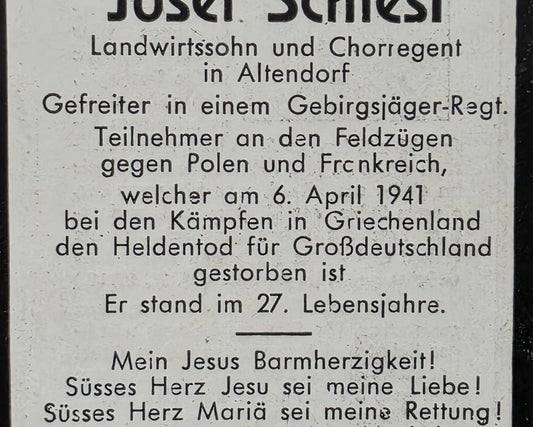 Josef Schiesl
Landwirtssohn und Chorregent
in Altendorf
Gefreiter in einem Gebirgsjäger-Regt.
Teilnehmer an den Feldzügen
gegen Polen und Frankreich,
welcher am 6. April 1941
bei den Kämpfen in Griechenland
den Heldentod für Großdeutschland
gestorben ist
Er stand im 27. Lebensjahre.
Mein Jesus Barmherzigkeit!
Süsses Herz Jesu sei meine Liebe!
Süsses Herz Mariä sei meine Rettung!